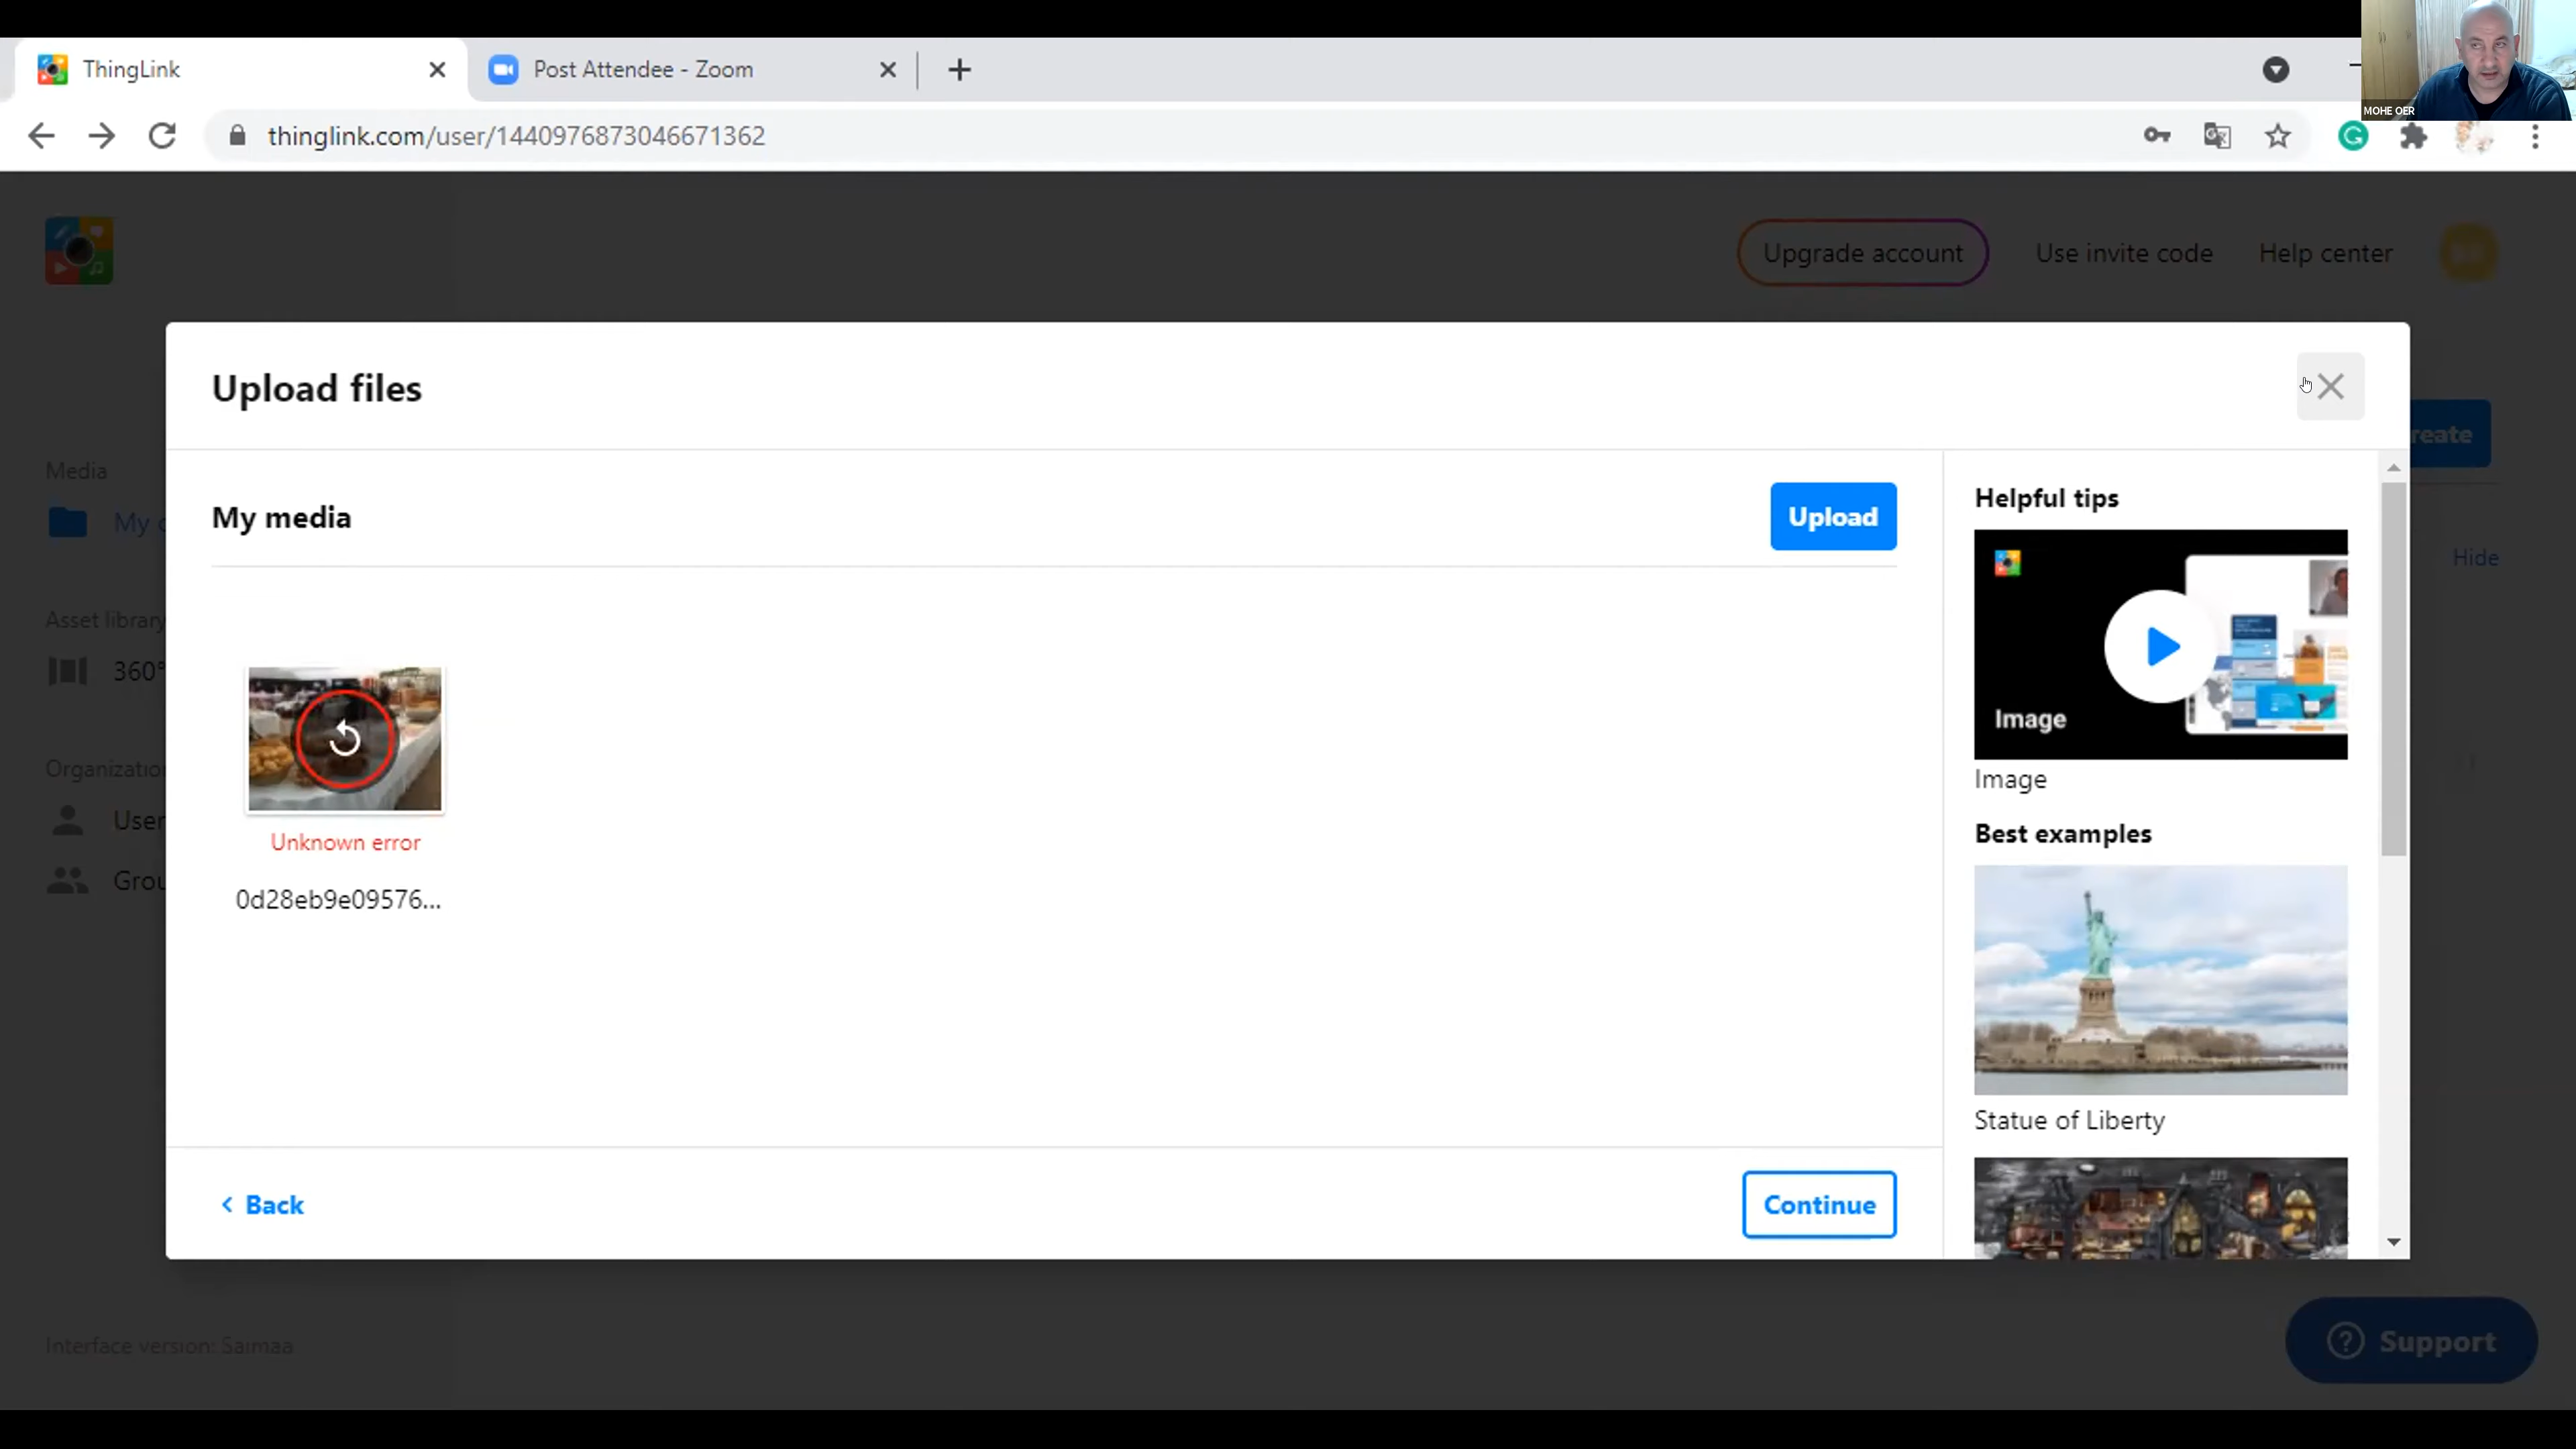 ThingLink
Post Attendee - Zoom
MOHE OER
thinglink.com/user/1440976873046671362
Upgrade account
Use invite code
Help center
Upload files
reate
Media
My
My media
Upload
Helpful tips
Hide
Asset library
360°
Image
Image
Organization
User
Unknown error
Best examples
Grou
0d28eb9e09576...
Statue of Liberty
Back
Continue
Interface version: Saimaa
Support